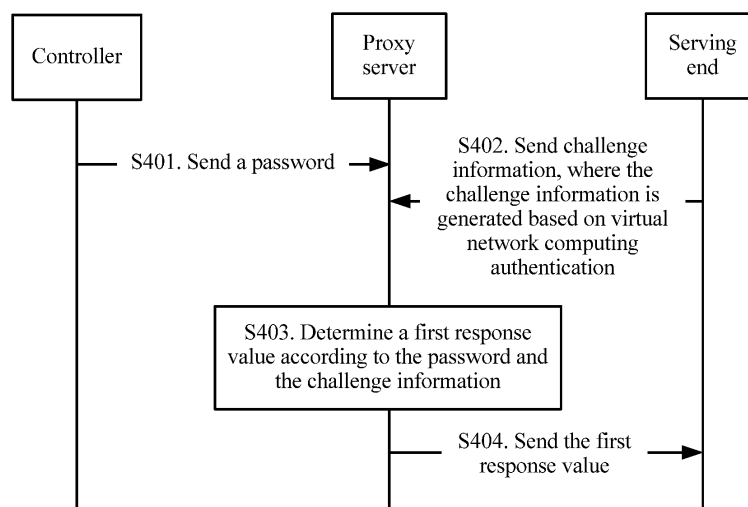 Controller
Proxy
server
Serving
end
S401. Send a password
S402. Send challenge
information, where the
challenge information is
generated based on virtual
network computing
authentication
S403. Determine a first response
value according to the password and
the challenge information
S404. Send the first
response value